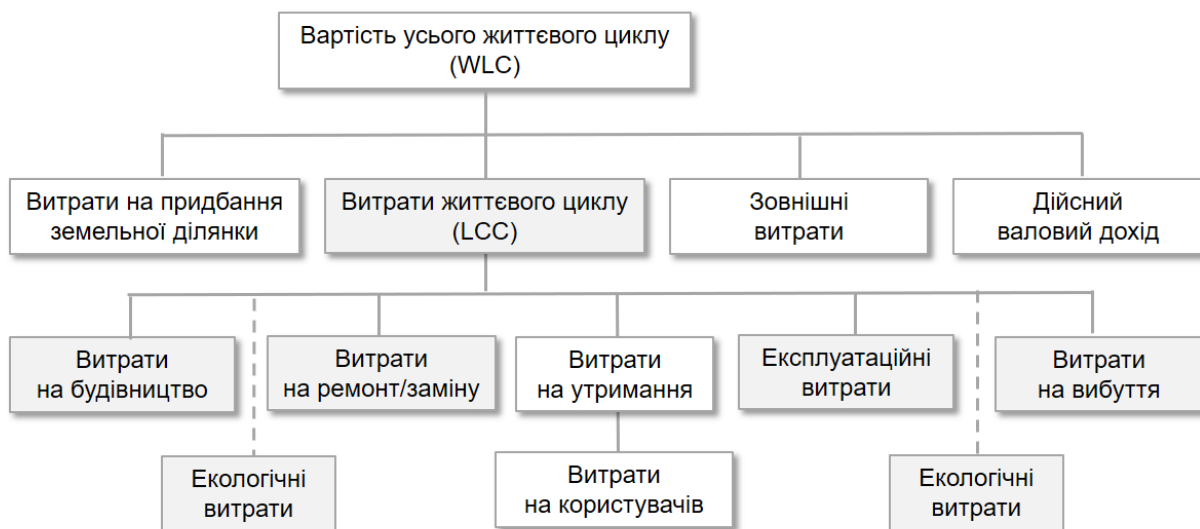 Вартість усього життєвого циклу
(WLC)
Витрати на придбання
земельної ділянки
Витрати життєвого циклу
(LCC)
Зовнішні
витрати
Дійсний
валовий дохід
Витрати
на будівництво
Витрати
на ремонт/заміну
Витрати
на утримання
Експлуатаційні
витрати
Витрати
на вибуття
Екологічні
витрати
Витрати
на користувачів
Екологічні
витрати